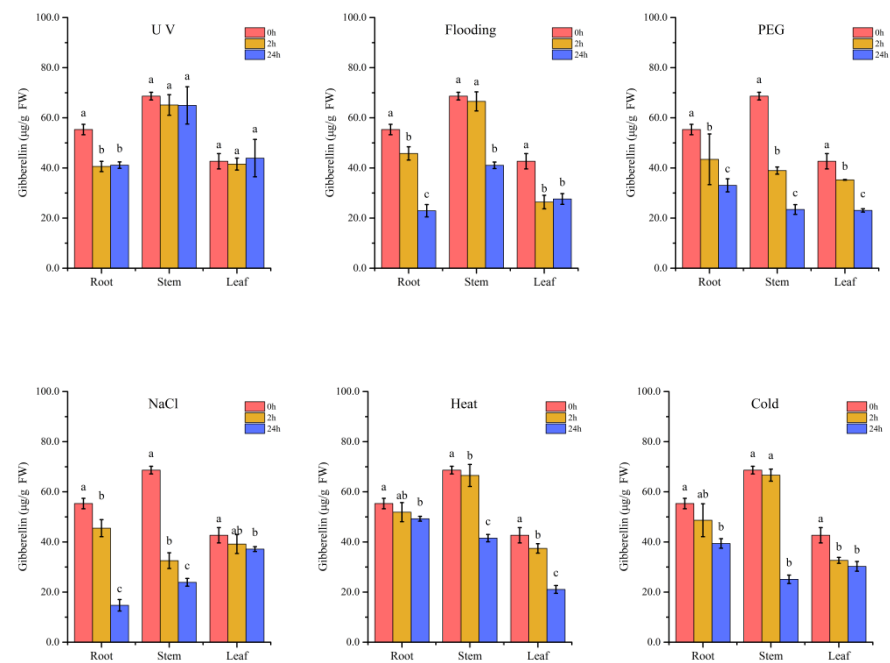 U V
0h
2h
24h
Gibberellin (μg/g FW)
100.0
80.0
60.0
40.0
20.0
0.0
a b b
a a a
a a a
Root Stem Leaf
Flooding
0h
2h
24h
Gibberellin (μg/g FW)
100.0
80.0
60.0
40.0
20.0
0.0
a b c
a a b
a b b
Root Stem Leaf
PEG
0h
2h
24h
Gibberellin (μg/g FW)
100.0
80.0
60.0
40.0
20.0
0.0
a b c
a b c
a b c
Root Stem Leaf
NaCl
0h
2h
24h
Gibberellin (μg/g FW)
100.0
80.0
60.0
40.0
20.0
0.0
a b c
a b c
a ab b
Root Stem Leaf
Heat
0h
2h
24h
Gibberellin (μg/g FW)
100.0
80.0
60.0
40.0
20.0
0.0
a ab b
a b c
a b c
Root Stem Leaf
Cold
0h
2h
24h
Gibberellin (μg/g FW)
100.0
80.0
60.0
40.0
20.0
0.0
a ab b
a a b
a b b
Root Stem Leaf